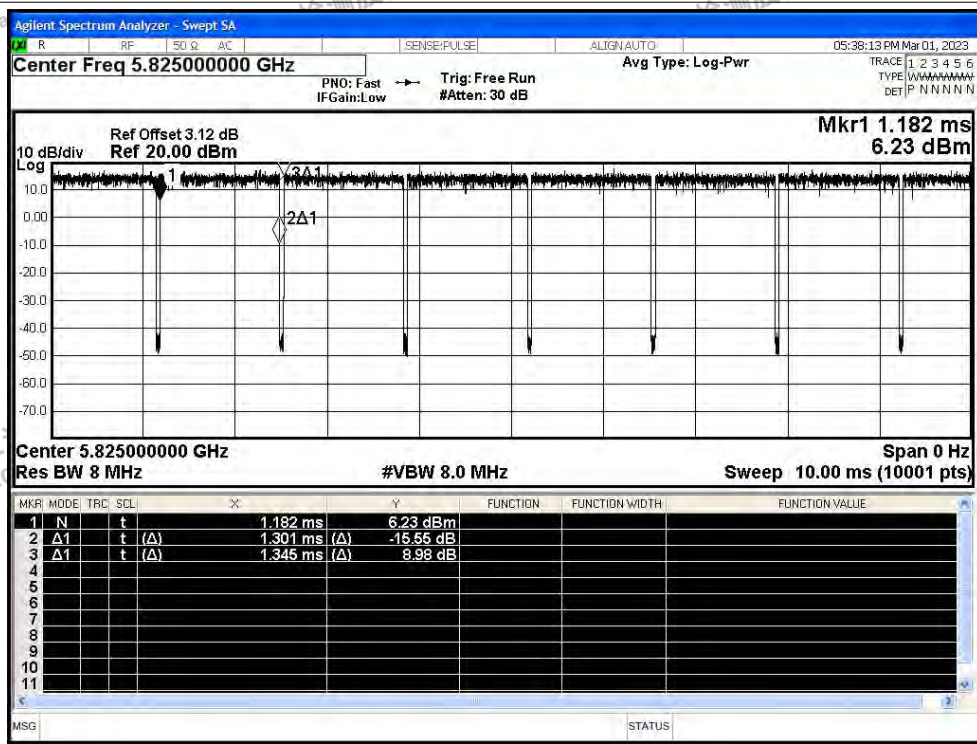 Agilent Spectrum Analyzer - Swept SA
R RF 50 Ω AC SENSE:PULSE ALIGN AUTO 05:38:13 PM Mar 01, 2023
Center Freq 5.825000000 GHz
PNO: Fast
IFGain:Low
Trig: Free Run
#Atten: 30 dB
Avg Type: Log-Pwr
TRACE 1 2 3 4 5 6
TYPE
DET P N N N N N
Mkr1 1.182 ms
6.23 dBm
Ref Offset 3.12 dB
10 dB/div Ref 20.00 dBm
Log
1 3Δ1
10.0
0.00
2Δ1
-10.0
-20.0
-30.0
-40.0
-50.0
-60.0
-70.0
Center 5.825000000 GHz Span 0 Hz
Res BW 8 MHz #VBW 8.0 MHz Sweep 10.00 ms (10001 pts)
MKR MODE TRC SCL X Y FUNCTION FUNCTION WIDTH FUNCTION VALUE
1 N t 1.182 ms 6.23 dBm
2 Δ1 t (Δ) 1.301 ms (Δ) -15.55 dB
3 Δ1 t (Δ) 1.345 ms (Δ) 8.98 dB
4
5
6
7
8
9
10
11
MSG STATUS